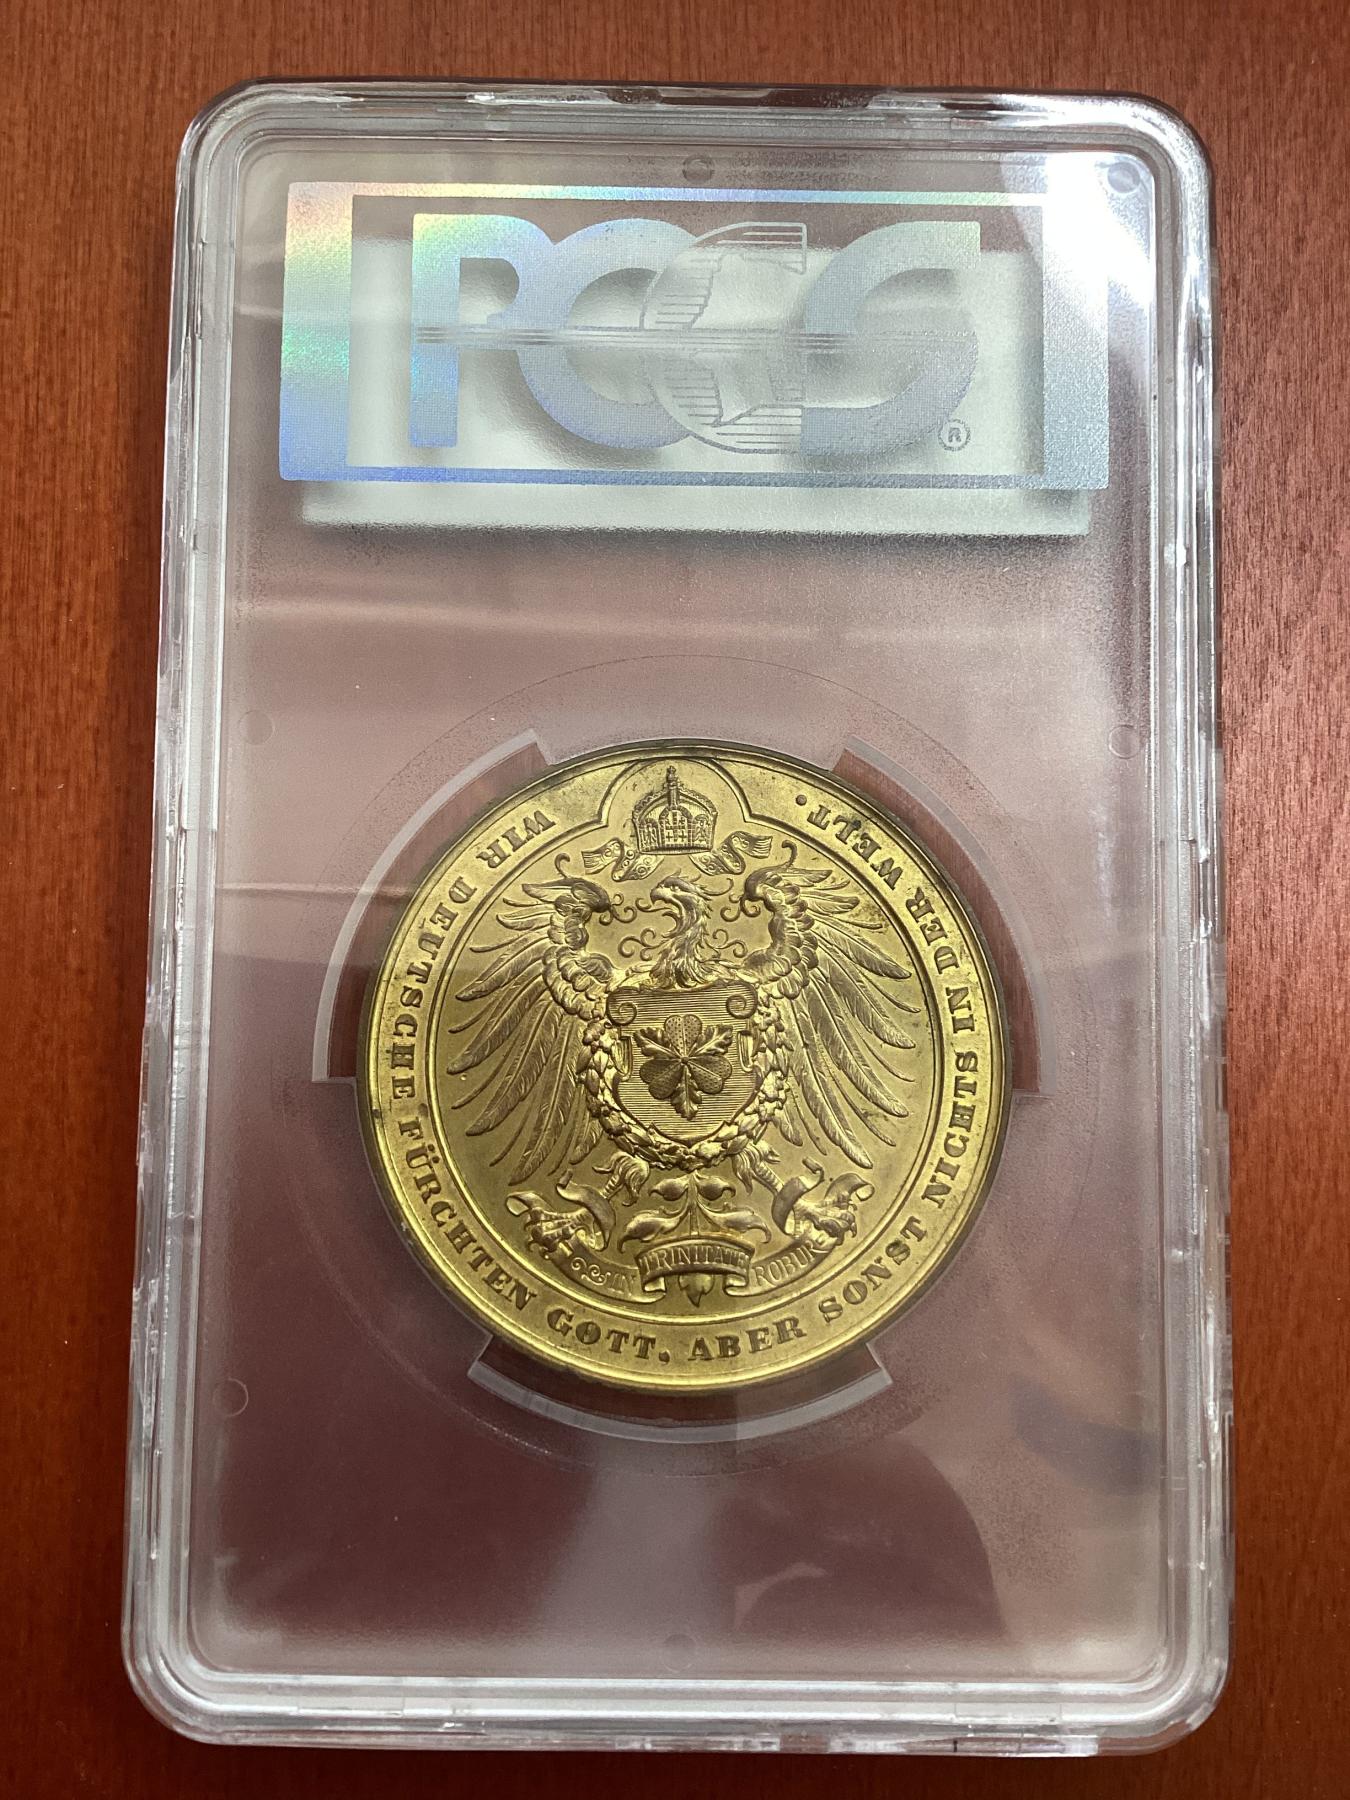 PCGS
®
WIR DEUTSCHE FÜRCHTEN GOTT, ABER SONST NICHTS IN DER WELT.
IN TRINITATE ROBUR